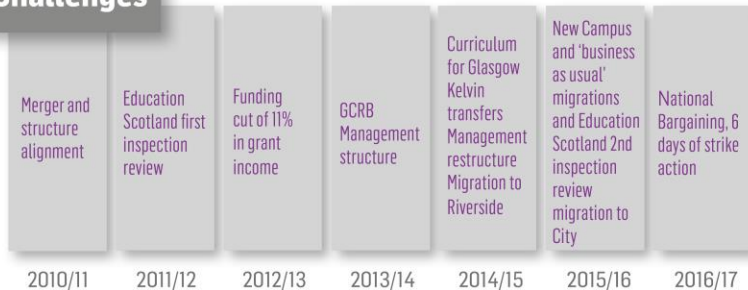 Challenges
Merger and
structure
alignment
Education
Scotland first
inspection
review
Funding
cut of 11%
in grant
income
GCRB
Management
structure
Curriculum
for Glasgow
Kelvin
transfers
Management
restructure
Migration to
Riverside
New Campus
and ‘business
as usual’
migrations
and Education
Scotland 2nd
inspection
review
migration to
City
National
Bargaining, 6
days of strike
action
2010/11
2011/12
2012/13
2013/14
2014/15
2015/16
2016/17